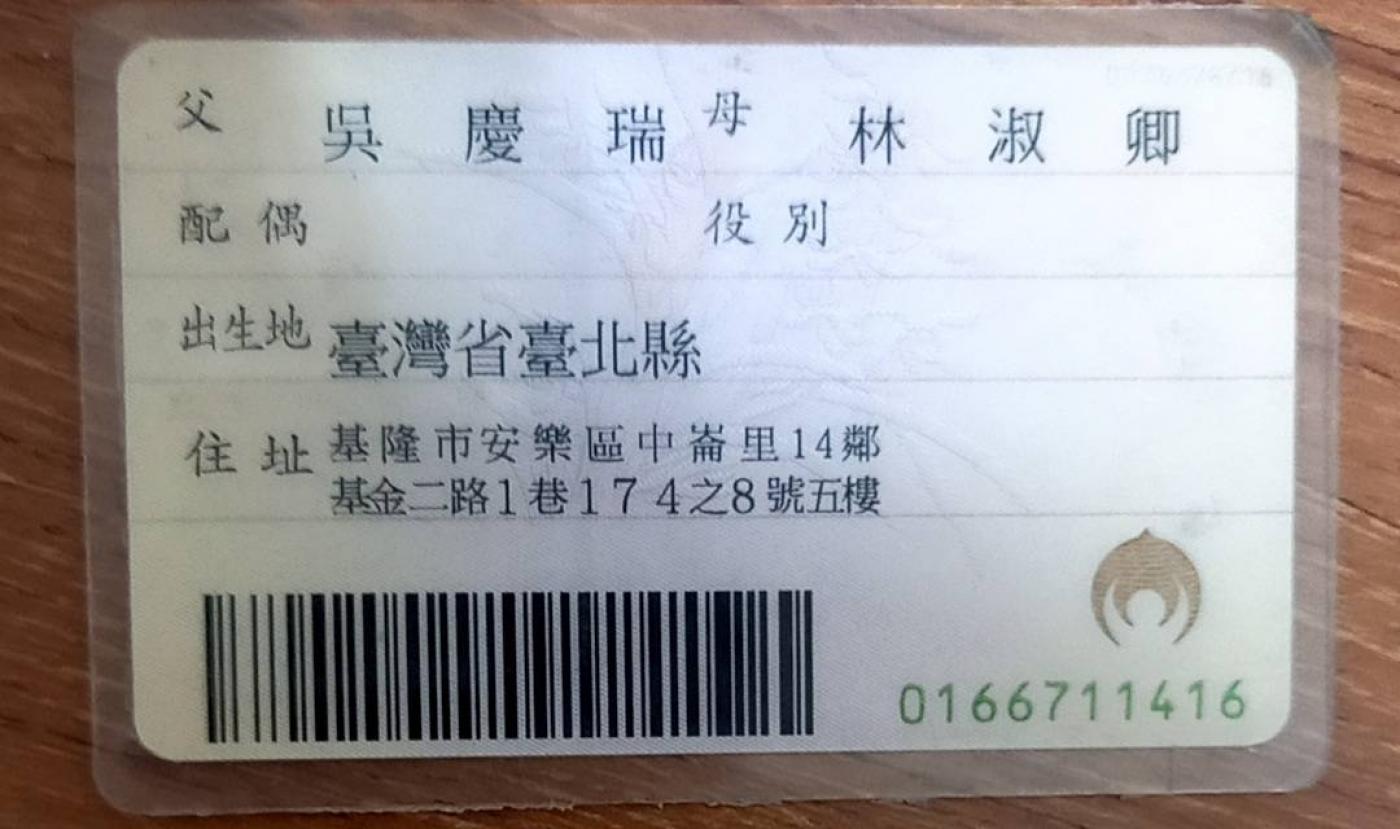 父 吳慶瑞 母 林淑卿
配偶 役別
出生地 臺灣省臺北縣
住址 基隆市安樂區中崙里14鄰
基金二路1巷174之8號五樓
0166711416